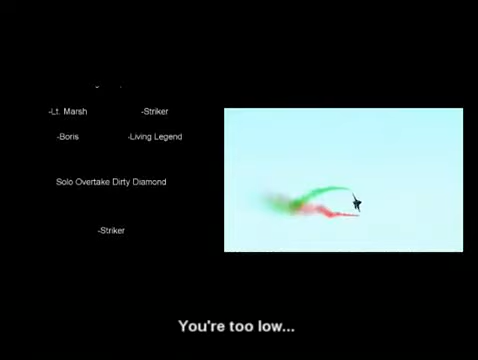 -Lt. Marsh -Striker
-Boris -Living Legend
Solo Overtake Dirty Diamond
-Striker
You're too low...